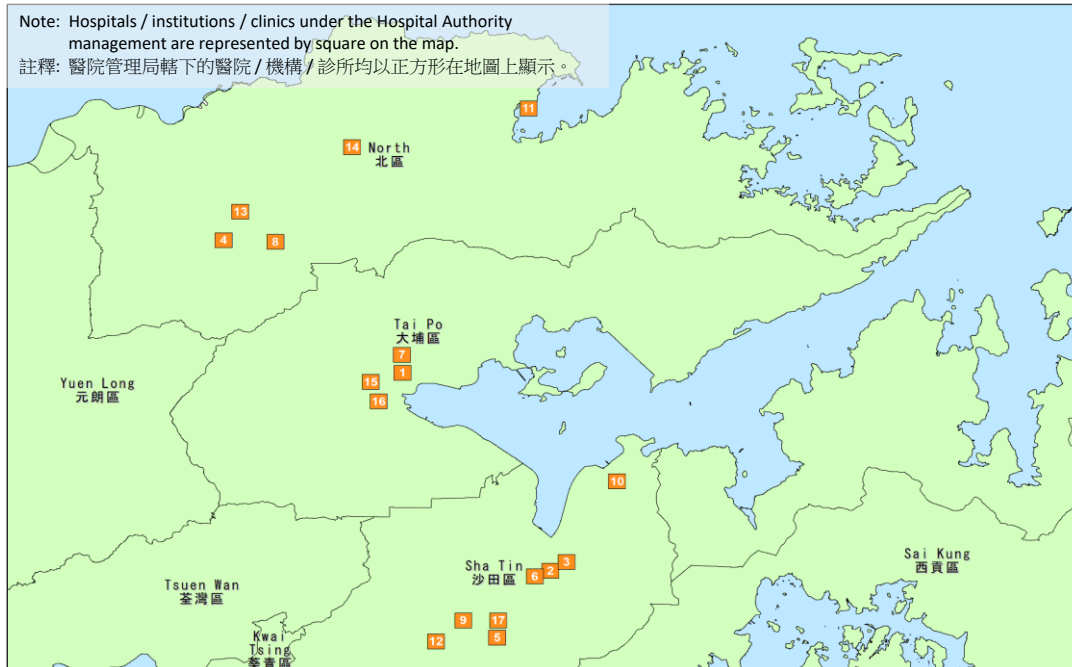 Note: Hospitals / institutions / clinics under the Hospital Authority
management are represented by square on the map.
註釋: 醫院管理局轄下的醫院 / 機構 / 診所均以正方形在地圖上顯示。
11
14
North
北區
13
4
8
Tai Po
大埔區
7
1
15
16
Yuen Long
元朗區
10
Sha Tin
沙田區
3
2
6
Sai Kung
西貢區
Tsuen Wan
荃灣區
9
17
12
5
Kwai
Tsing
葵青區